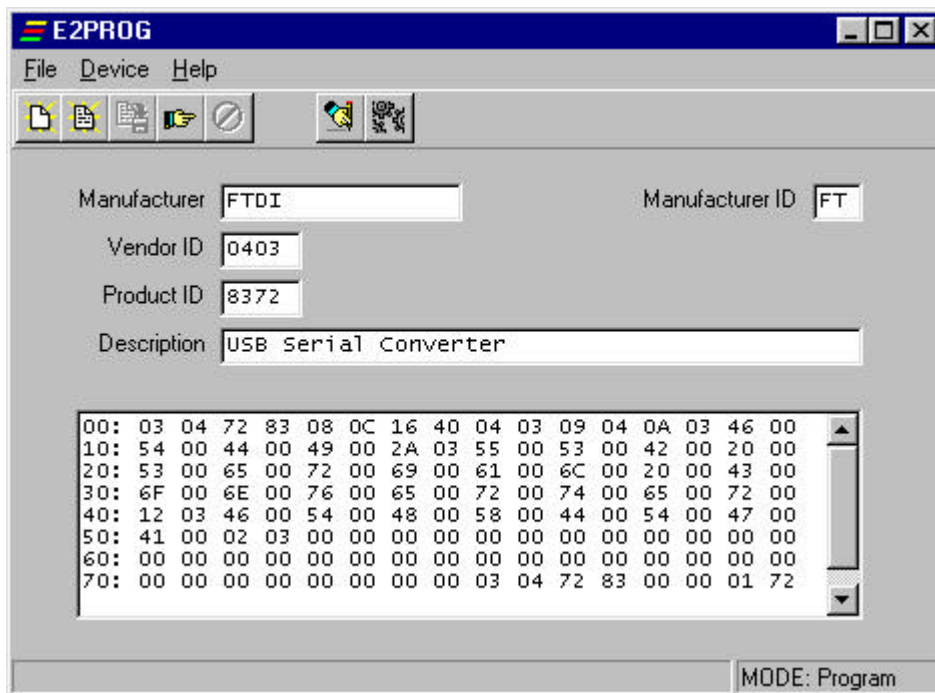 E2PROG
File Device Help
Manufacturer FTDI Manufacturer ID FT
Vendor ID 0403
Product ID 8372
Description USB Serial Converter
00: 03 04 72 83 08 0C 16 40 04 03 09 04 0A 03 46 00
10: 54 00 44 00 49 00 2A 03 55 00 53 00 42 00 20 00
20: 53 00 65 00 72 00 69 00 61 00 6C 00 20 00 43 00
30: 6F 00 6E 00 76 00 65 00 72 00 74 00 65 00 72 00
40: 12 03 46 00 54 00 48 00 58 00 44 00 54 00 47 00
50: 41 00 02 03 00 00 00 00 00 00 00 00 00 00 00 00
60: 00 00 00 00 00 00 00 00 00 00 00 00 00 00 00 00
70: 00 00 00 00 00 00 00 00 03 04 72 83 00 00 01 72
MODE: Program